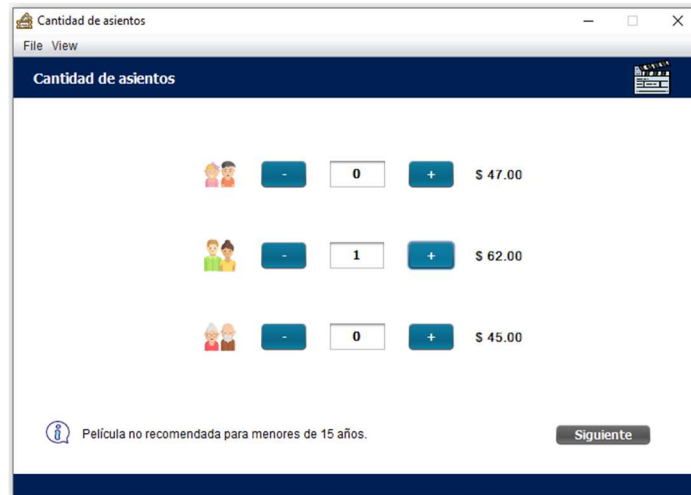 Cantidad de asientos
File View
Cantidad de asientos
- 0 + $ 47.00
- 1 + $ 62.00
- 0 + $ 45.00
Película no recomendada para menores de 15 años.
Siguiente